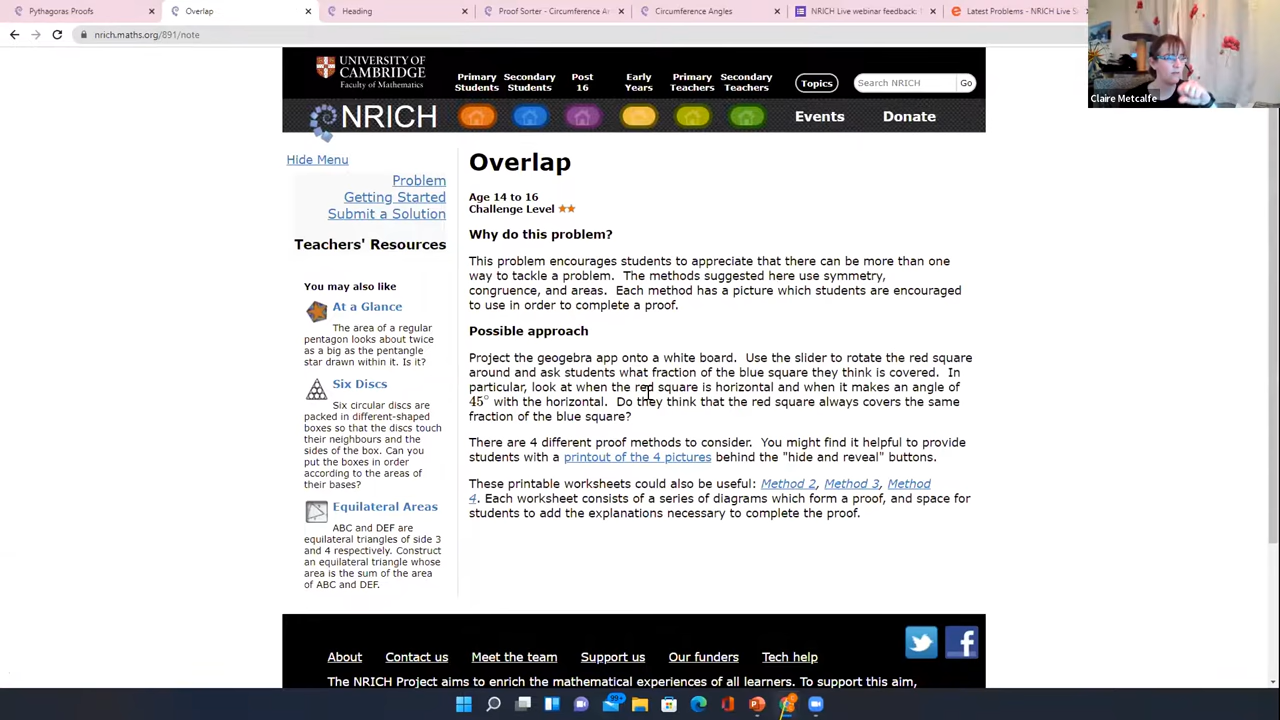 Pythagoras Proofs
Overlap
Heading
Proof Sorter - Circumference An
Circumference Angles
NRICH Live webinar feedback:
Latest Problems - NRICH Live S
nrich.maths.org/891/note
Claire Metcalfe
UNIVERSITY OF
CAMBRIDGE
Faculty of Mathematics
Primary Students
Secondary Students
Post 16
Early Years
Primary Teachers
Secondary Teachers
Topics
Search NRICH
Go
NRICH
Events
Donate
Hide Menu
Problem
Getting Started
Submit a Solution
Teachers' Resources
You may also like
At a Glance
The area of a regular
pentagon looks about twice
as a big as the pentangle
star drawn within it. Is it?
Six Discs
Six circular discs are
packed in different-shaped
boxes so that the discs touch
their neighbours and the
sides of the box. Can you
put the boxes in order
according to the areas of
their bases?
Equilateral Areas
ABC and DEF are
equilateral triangles of side 3
and 4 respectively. Construct
an equilateral triangle whose
area is the sum of the area
of ABC and DEF.
Overlap
Age 14 to 16
Challenge Level ★★
Why do this problem?
This problem encourages students to appreciate that there can be more than one
way to tackle a problem. The methods suggested here use symmetry,
congruence, and areas. Each method has a picture which students are encouraged
to use in order to complete a proof.
Possible approach
Project the geogebra app onto a white board. Use the slider to rotate the red square
around and ask students what fraction of the blue square they think is covered. In
particular, look at when the red square is horizontal and when it makes an angle of
45° with the horizontal. Do they think that the red square always covers the same
fraction of the blue square?
There are 4 different proof methods to consider. You might find it helpful to provide
students with a printout of the 4 pictures behind the "hide and reveal" buttons.
These printable worksheets could also be useful: Method 2, Method 3, Method
4. Each worksheet consists of a series of diagrams which form a proof, and space for
students to add the explanations necessary to complete the proof.
About
Contact us
Meet the team
Support us
Our funders
Tech help
The NRICH Project aims to enrich the mathematical experiences of all learners. To support this aim,
99+